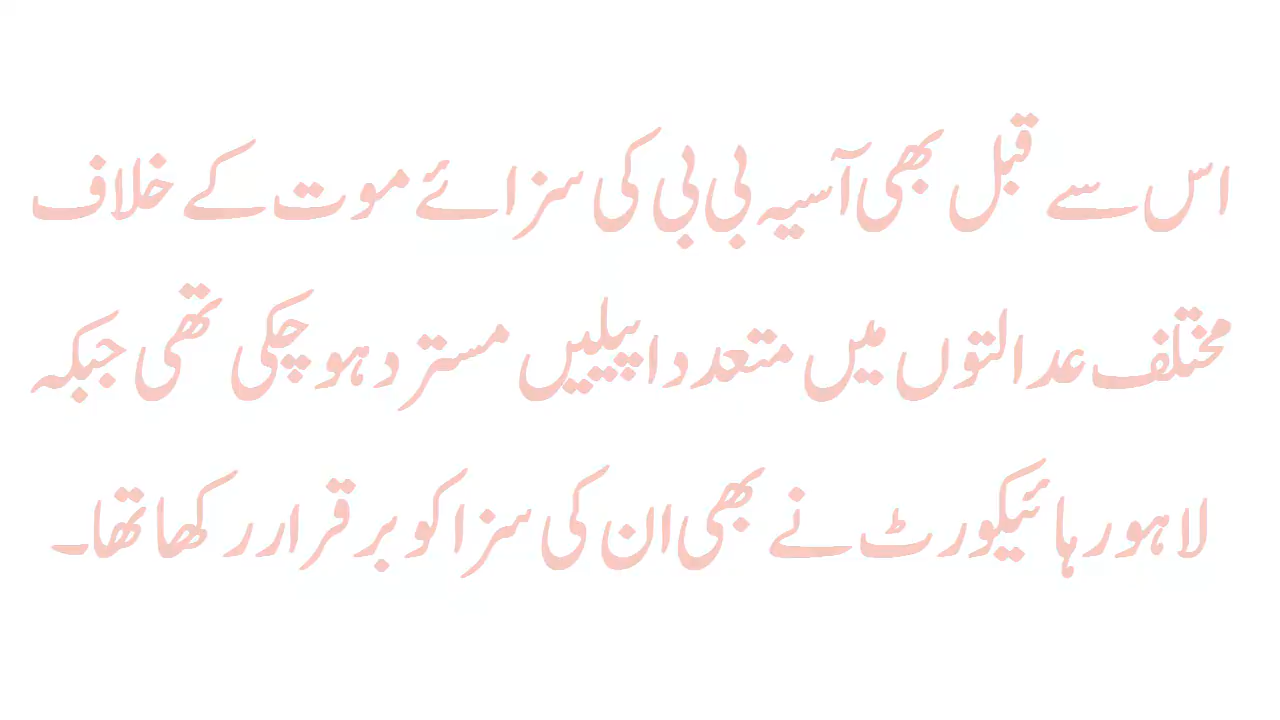 اس سے قبل بھی آسیہ بی بی کی سزائے موت کے خلاف
مختلف عدالتوں میں متعدد اپیلیں مسترد ہو چکی تھی جبکہ
لاہور ہائیکورٹ نے بھی ان کی سزا کو برقرار رکھا تھا۔